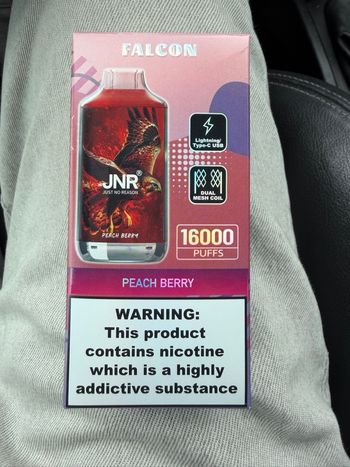 FALCON
JNR®
JUST NO REASON
PEACH BERRY
Lightning/
Type-C USB
DUAL
MESH COIL
16000
PUFFS
PEACH BERRY
WARNING:
This product
contains nicotine
which is a highly
addictive substance